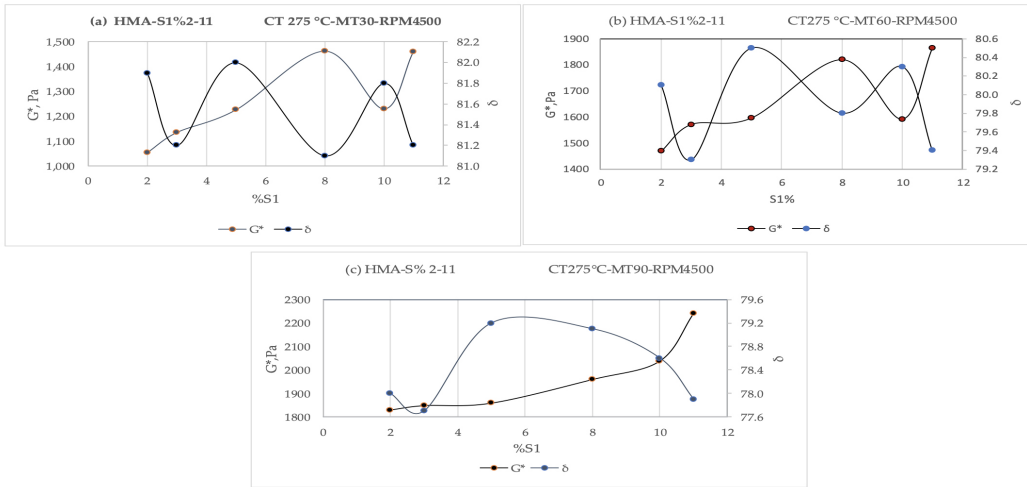 (a) HMA-S1%2-11 CT 275 °C-MT30-RPM4500
1,500
1,400
1,300
1,200
1,100
1,000
G*, Pa
82.2
82.0
81.8
81.6
81.4
81.2
81.0
δ
0 2 4 6 8 10 12
%S1
G* δ
(b) HMA-S1%2-11 CT275 °C-MT60-RPM4500
1900
1800
1700
1600
1500
1400
G*,Pa
80.6
80.4
80.2
80.0
79.8
79.6
79.4
79.2
δ
0 2 4 6 8 10 12
S1%
G* δ
(c) HMA-S% 2-11 CT275°C-MT90-RPM4500
2300
2200
2100
2000
1900
1800
G*,Pa
79.6
79.2
78.8
78.4
78.0
77.6
δ
0 2 4 6 8 10 12
%S1
G* δ